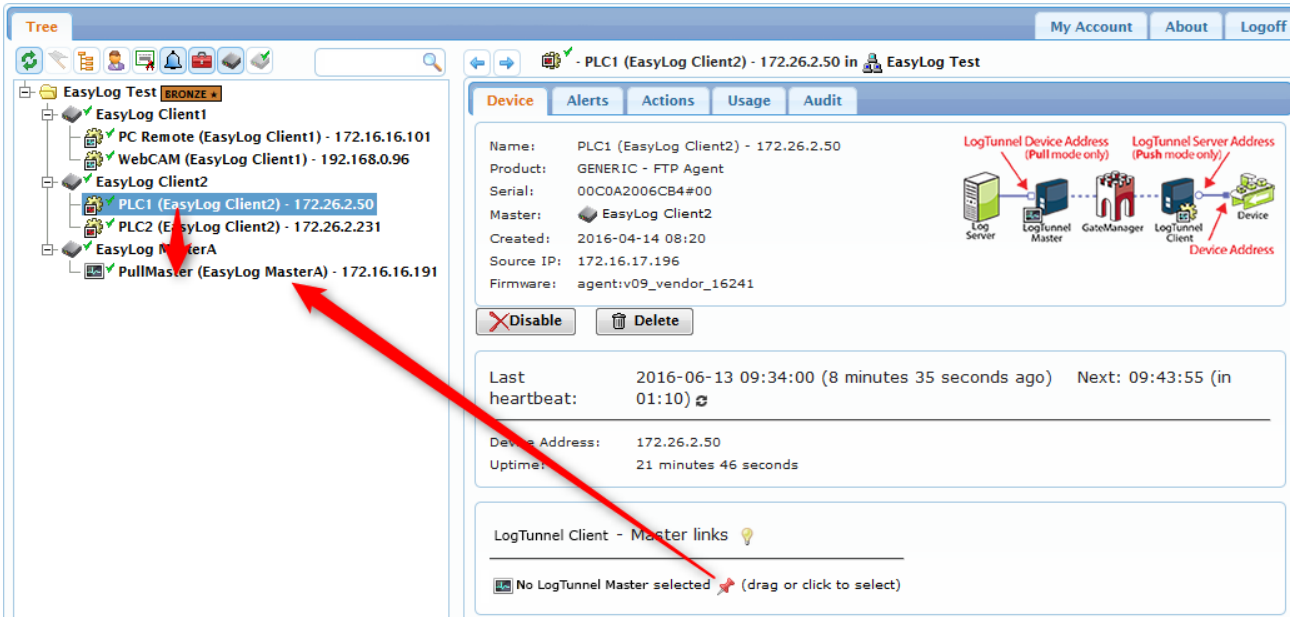 Tree
My Account About Logoff
EasyLog Test BRONZE
EasyLog Client1
PC Remote (EasyLog Client1) - 172.16.16.101
WebCAM (EasyLog Client1) - 192.168.0.96
EasyLog Client2
PLC1 (EasyLog Client2) - 172.26.2.50
PLC2 (EasyLog Client2) - 172.26.2.231
EasyLog MasterA
PullMaster (EasyLog MasterA) - 172.16.16.191
- PLC1 (EasyLog Client2) - 172.26.2.50 in EasyLog Test
Device Alerts Actions Usage Audit
Name: PLC1 (EasyLog Client2) - 172.26.2.50
Product: GENERIC - FTP Agent
Serial: 00C0A2006CB4#00
Master: EasyLog Client2
Created: 2016-04-14 08:20
Source IP: 172.16.17.196
Firmware: agent:v09_vendor_16241
LogTunnel Device Address
(Pull mode only)
LogTunnel Server Address
(Push mode only)
Log
Server
LogTunnel
Master
GateManager
LogTunnel
Client
Device
Device Address
Disable Delete
Last heartbeat: 2016-06-13 09:34:00 (8 minutes 35 seconds ago) Next: 09:43:55 (in
01:10)
Device Address: 172.26.2.50
Uptime: 21 minutes 46 seconds
LogTunnel Client - Master links
No LogTunnel Master selected (drag or click to select)